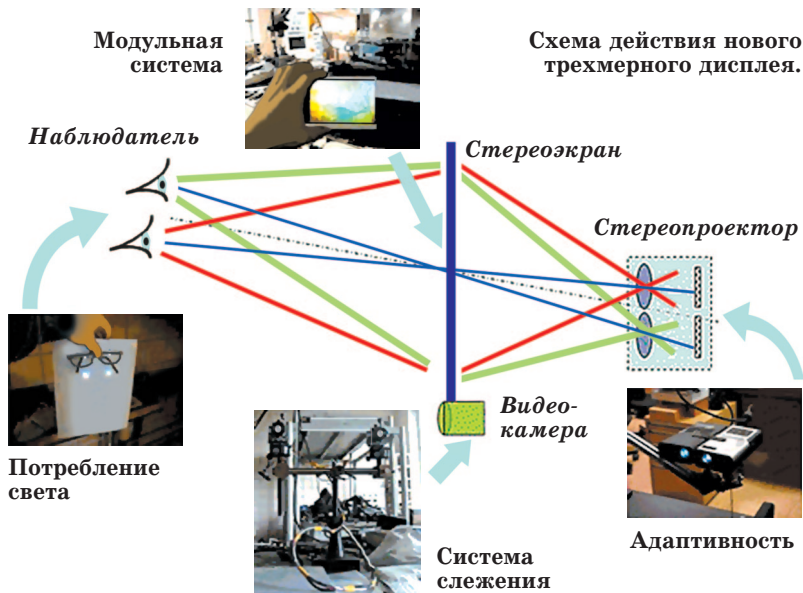 Модульная
система
Схема действия нового
трехмерного дисплея.
Наблюдатель
Стереоэкран
Стереопроектор
Видео-
камера
Потребление
света
Система
слежения
Адаптивность